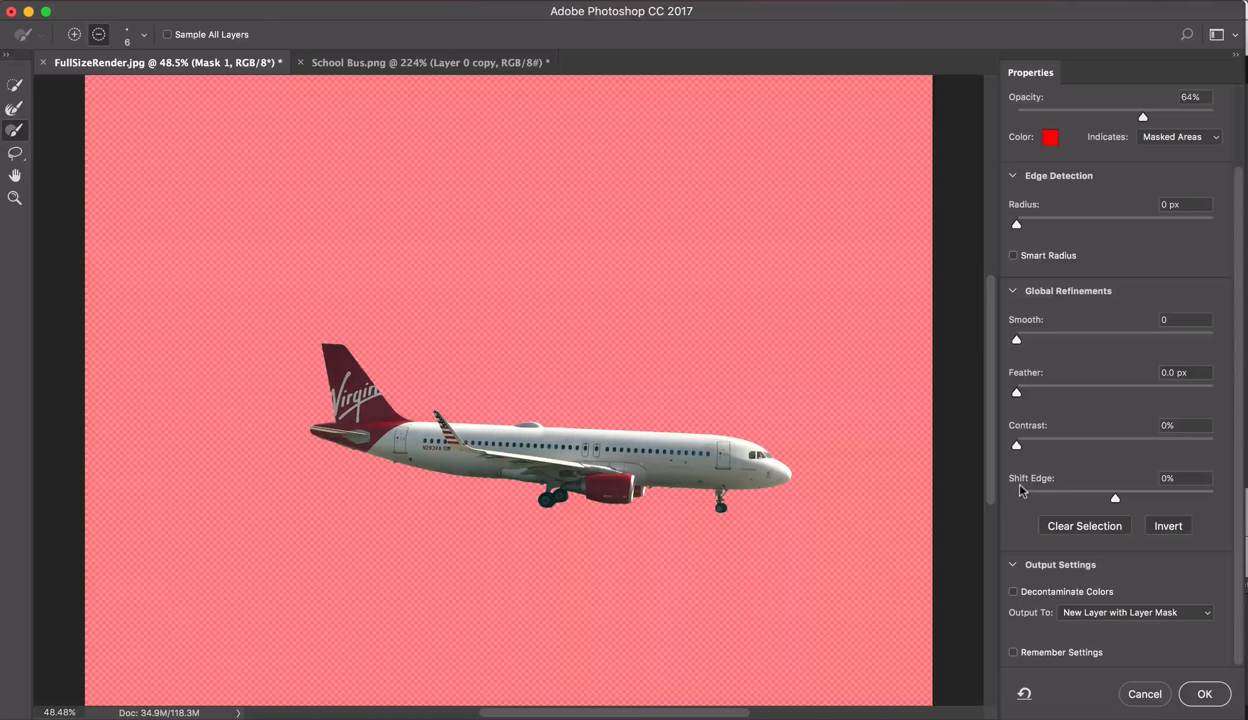 Adobe Photoshop CC 2017
6
Sample All Layers
FullSizeRender.jpg @ 48.5% (Mask 1, RGB/8*) *
School Bus.png @ 224% (Layer 0 copy, RGB/8#) *
Properties
Opacity: 64%
Color:
Indicates: Masked Areas
Edge Detection
Radius: 0 px
Smart Radius
Global Refinements
Smooth: 0
Feather: 0.0 px
Contrast: 0%
Shift Edge: 0%
Clear Selection
Invert
Output Settings
Decontaminate Colors
Output To: New Layer with Layer Mask
Remember Settings
Cancel
OK
Virgin
48.48%
Doc: 34.9M/118.3M